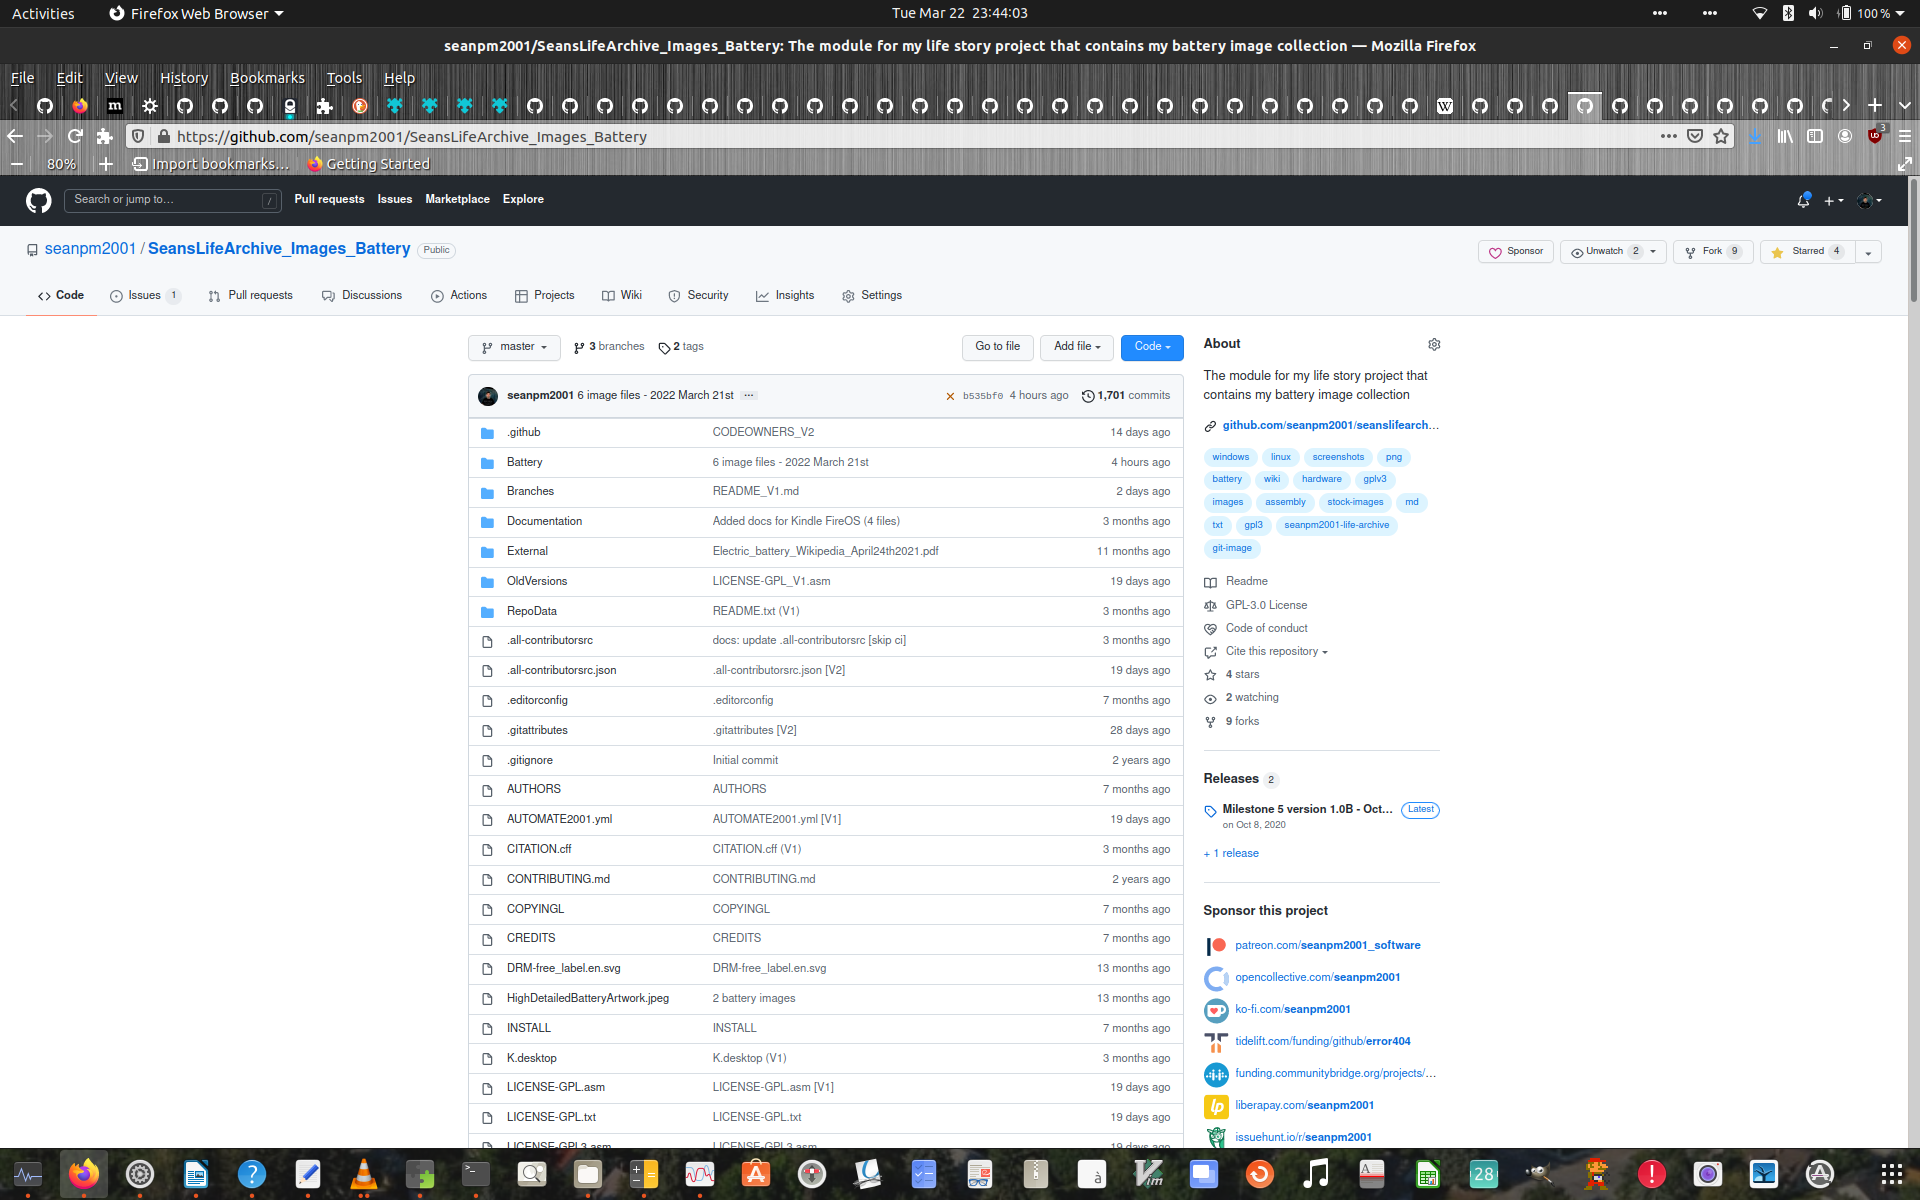 Activities Firefox Web Browser Tue Mar 22 23:44:03 100 %
seanpm2001/SeansLifeArchive_Images_Battery: The module for my life story project that contains my battery image collection — Mozilla Firefox
File Edit View History Bookmarks Tools Help
https://github.com/seanpm2001/SeansLifeArchive_Images_Battery 3
80% Import bookmarks... Getting Started
Search or jump to... / Pull requests Issues Marketplace Explore
seanpm2001 / SeansLifeArchive_Images_Battery Public Sponsor Unwatch 2 Fork 9 Starred 4
Code Issues 1 Pull requests Discussions Actions Projects Wiki Security Insights Settings
master 3 branches 2 tags Go to file Add file Code
seanpm2001 6 image files - 2022 March 21st ... b535bf0 4 hours ago 1,701 commits
.github CODEOWNERS_V2 14 days ago
Battery 6 image files - 2022 March 21st 4 hours ago
Branches README_V1.md 2 days ago
Documentation Added docs for Kindle FireOS (4 files) 3 months ago
External Electric_battery_Wikipedia_April24th2021.pdf 11 months ago
OldVersions LICENSE-GPL_V1.asm 19 days ago
RepoData README.txt (V1) 3 months ago
.all-contributorsrc docs: update .all-contributorsrc [skip ci] 3 months ago
.all-contributorsrc.json .all-contributorsrc.json [V2] 19 days ago
.editorconfig .editorconfig 7 months ago
.gitattributes .gitattributes [V2] 28 days ago
.gitignore Initial commit 2 years ago
AUTHORS AUTHORS 7 months ago
AUTOMATE2001.yml AUTOMATE2001.yml [V1] 19 days ago
CITATION.cff CITATION.cff (V1) 3 months ago
CONTRIBUTING.md CONTRIBUTING.md 2 years ago
COPYINGL COPYINGL 7 months ago
CREDITS CREDITS 7 months ago
DRM-free_label.en.svg DRM-free_label.en.svg 13 months ago
HighDetailedBatteryArtwork.jpeg 2 battery images 13 months ago
INSTALL INSTALL 7 months ago
K.desktop K.desktop (V1) 3 months ago
LICENSE-GPL.asm LICENSE-GPL.asm [V1] 19 days ago
LICENSE-GPL.txt LICENSE-GPL.txt 19 days ago
LICENSE-GPL3.asm LICENSE-GPL3.asm 19 days ago
About
The module for my life story project that
contains my battery image collection
github.com/seanpm2001/seanslifearch...
windows linux screenshots png
battery wiki hardware gplv3
images assembly stock-images md
txt gpl3 seanpm2001-life-archive
git-image
Readme
GPL-3.0 License
Code of conduct
Cite this repository
4 stars
2 watching
9 forks
Releases 2
Milestone 5 version 1.0B - Oct... Latest
on Oct 8, 2020
+ 1 release
Sponsor this project
patreon.com/seanpm2001_software
opencollective.com/seanpm2001
ko-fi.com/seanpm2001
tidelift.com/funding/github/error404
funding.communitybridge.org/projects/...
liberapay.com/seanpm2001
issuehunt.io/r/seanpm2001
28